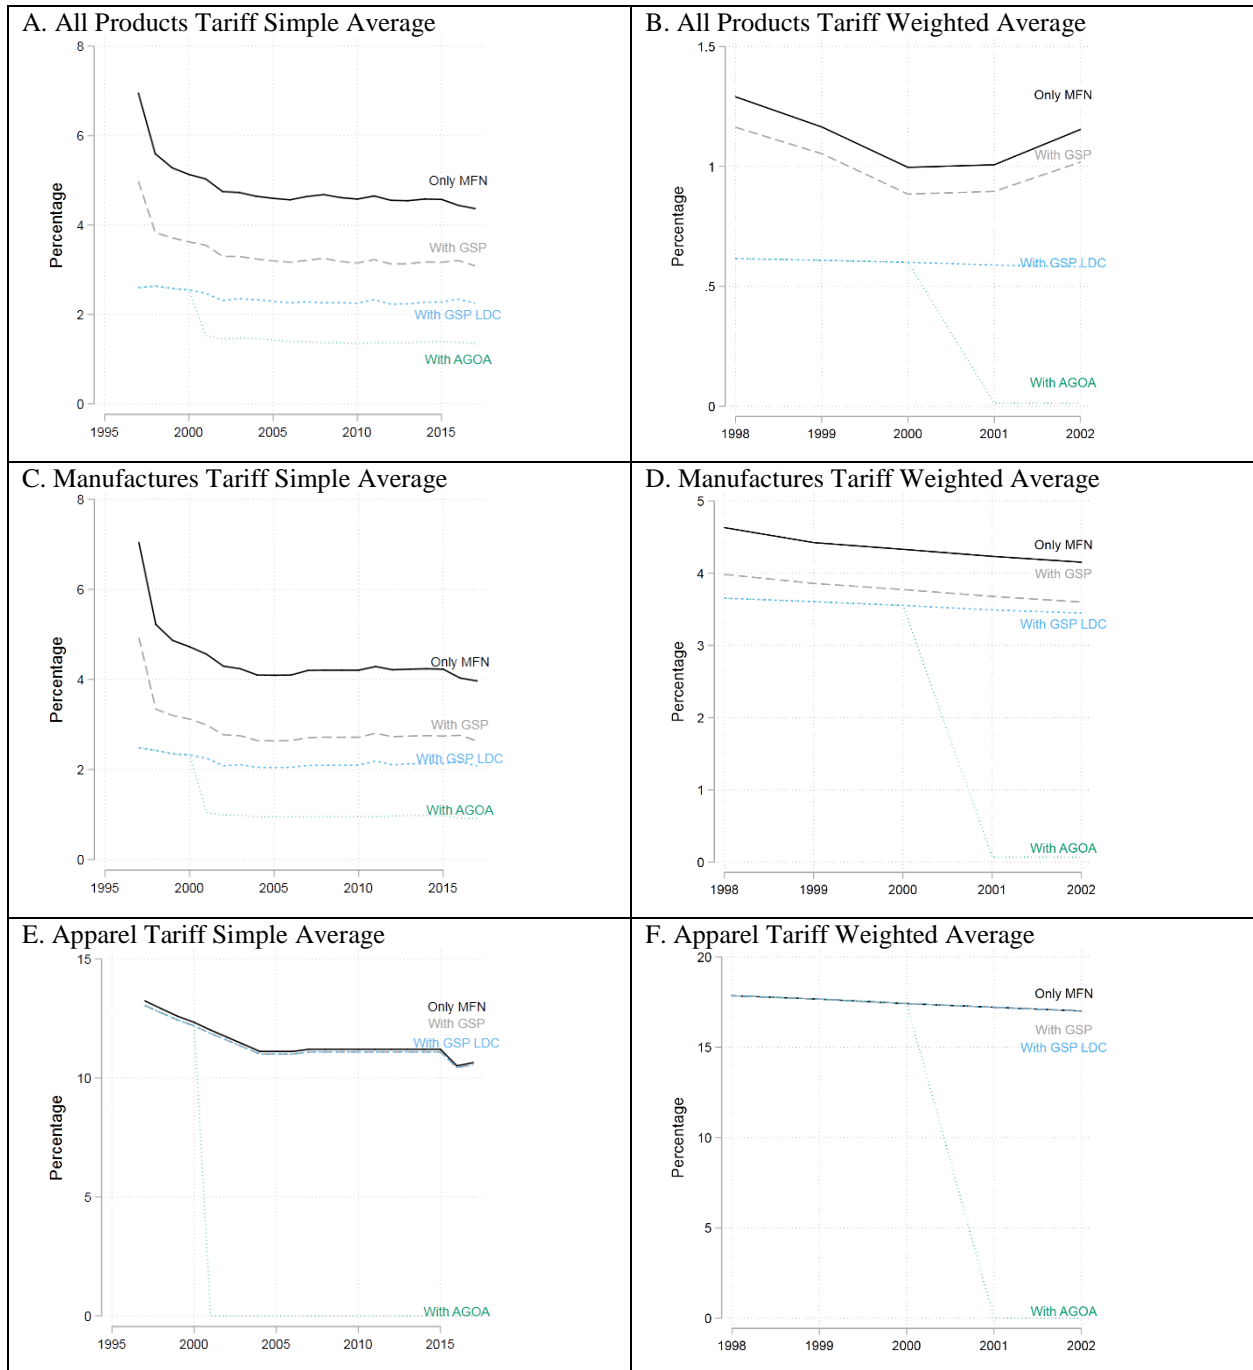 A. All Products Tariff Simple Average
8
6
4
2
0
Percentage
Only MFN
With GSP
With GSP LDC
With AGOA
1995 2000 2005 2010 2015
B. All Products Tariff Weighted Average
1.5
1
.5
0
Percentage
Only MFN
With GSP
With GSP LDC
With AGOA
1998 1999 2000 2001 2002
C. Manufactures Tariff Simple Average
8
6
4
2
0
Percentage
Only MFN
With GSP
With GSP LDC
With AGOA
1995 2000 2005 2010 2015
D. Manufactures Tariff Weighted Average
5
4
3
2
1
0
Percentage
Only MFN
With GSP
With GSP LDC
With AGOA
1998 1999 2000 2001 2002
E. Apparel Tariff Simple Average
15
10
5
0
Percentage
Only MFN
With GSP
With GSP LDC
With AGOA
1995 2000 2005 2010 2015
F. Apparel Tariff Weighted Average
20
15
10
5
0
Percentage
Only MFN
With GSP
With GSP LDC
With AGOA
1998 1999 2000 2001 2002